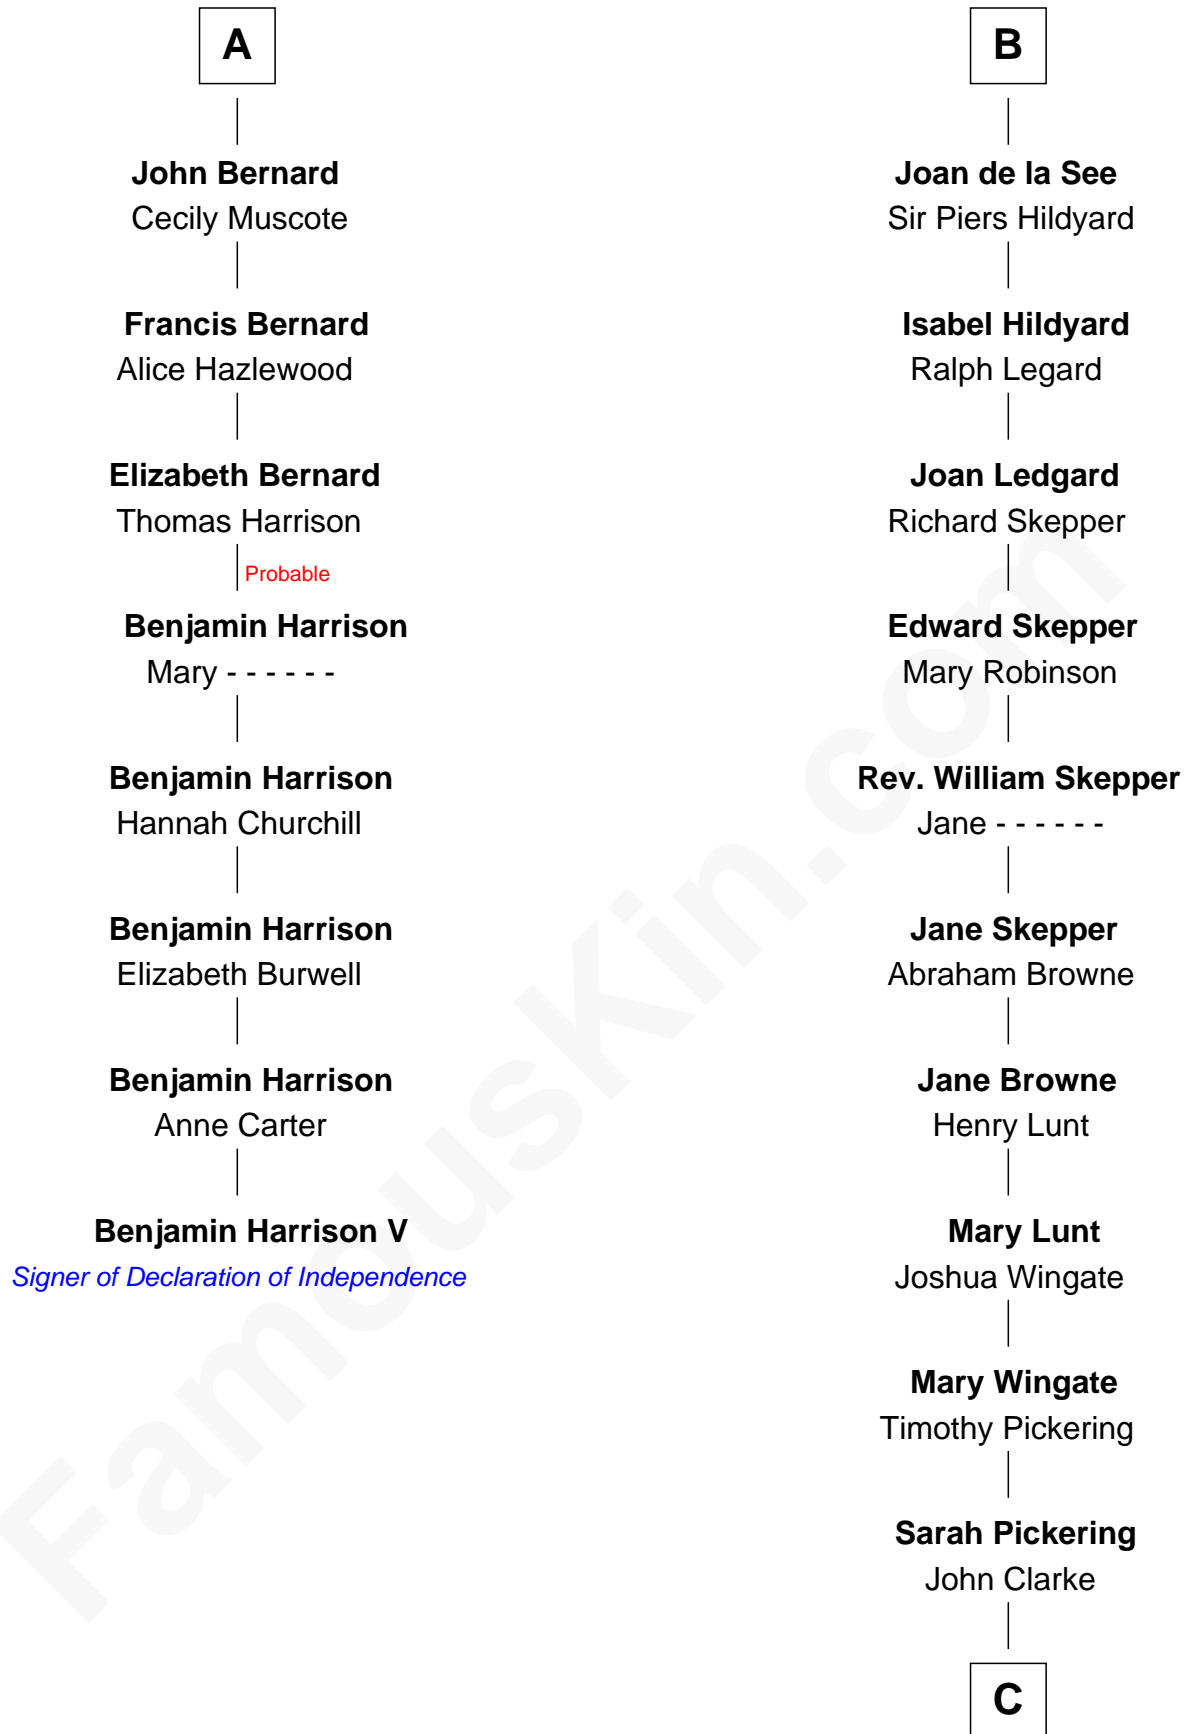 A
John Bernard
Cecily Muscote
Francis Bernard
Alice Hazlewood
Elizabeth Bernard
Thomas Harrison
Probable
Benjamin Harrison
Mary - - - - - -
Benjamin Harrison
Hannah Churchill
Benjamin Harrison
Elizabeth Burwell
Benjamin Harrison
Anne Carter
Benjamin Harrison V
Signer of Declaration of Independence
B
Joan de la See
Sir Piers Hildyard
Isabel Hildyard
Ralph Legard
Joan Ledgard
Richard Skepper
Edward Skepper
Mary Robinson
Rev. William Skepper
Jane - - - - - -
Jane Skepper
Abraham Browne
Jane Browne
Henry Lunt
Mary Lunt
Joshua Wingate
Mary Wingate
Timothy Pickering
Sarah Pickering
John Clarke
C
FamousKin.com